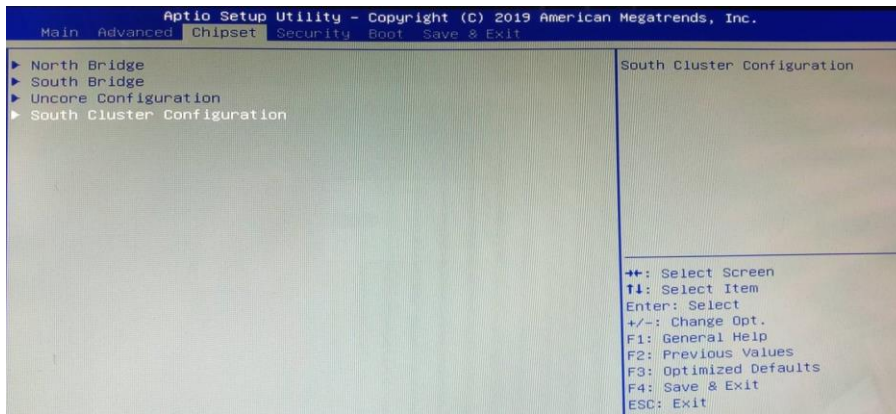 Aptio Setup Utility – Copyright (C) 2019 American Megatrends, Inc.
Main Advanced Chipset Security Boot Save & Exit
▶ North Bridge
▶ South Bridge
▶ Uncore Configuration
▶ South Cluster Configuration
South Cluster Configuration
→←: Select Screen
↑↓: Select Item
Enter: Select
+/-: Change Opt.
F1: General Help
F2: Previous Values
F3: Optimized Defaults
F4: Save & Exit
ESC: Exit